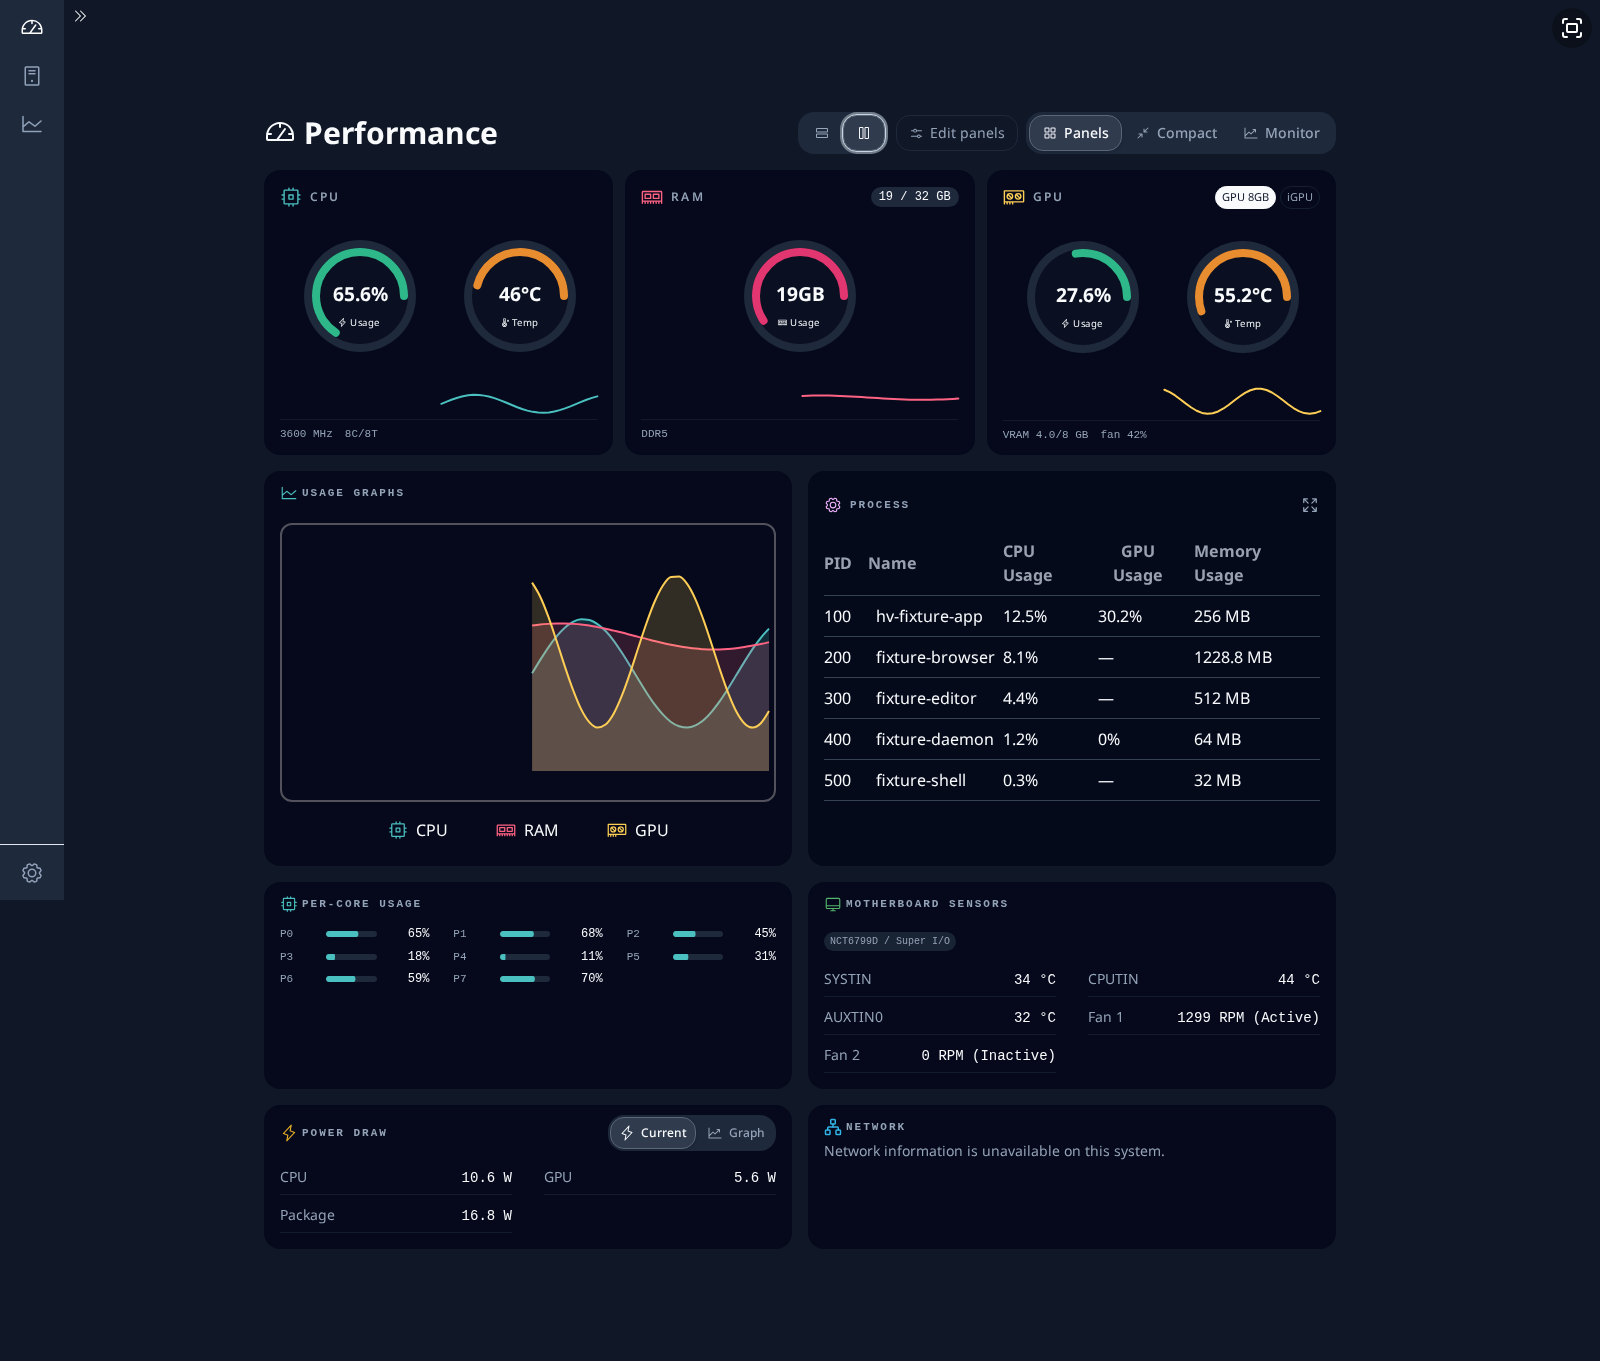 Performance
Edit panels
Panels
Compact
Monitor
CPU
65.6%
Usage
46°C
Temp
3600 MHz 8C/8T
RAM
19 / 32 GB
19GB
Usage
DDR5
GPU
GPU 8GB
iGPU
27.6%
Usage
55.2°C
Temp
VRAM 4.0/8 GB fan 42%
USAGE GRAPHS
CPU
RAM
GPU
PROCESS
PID Name CPU Usage GPU Usage Memory Usage
100 hv-fixture-app 12.5% 30.2% 256 MB
200 fixture-browser 8.1% — 1228.8 MB
300 fixture-editor 4.4% — 512 MB
400 fixture-daemon 1.2% 0% 64 MB
500 fixture-shell 0.3% — 32 MB
PER-CORE USAGE
P0 65% P1 68% P2 45%
P3 18% P4 11% P5 31%
P6 59% P7 70%
MOTHERBOARD SENSORS
NCT6799D / Super I/O
SYSTIN 34 °C CPUTIN 44 °C
AUXTIN0 32 °C Fan 1 1299 RPM (Active)
Fan 2 0 RPM (Inactive)
POWER DRAW
Current
Graph
CPU 10.6 W GPU 5.6 W
Package 16.8 W
NETWORK
Network information is unavailable on this system.